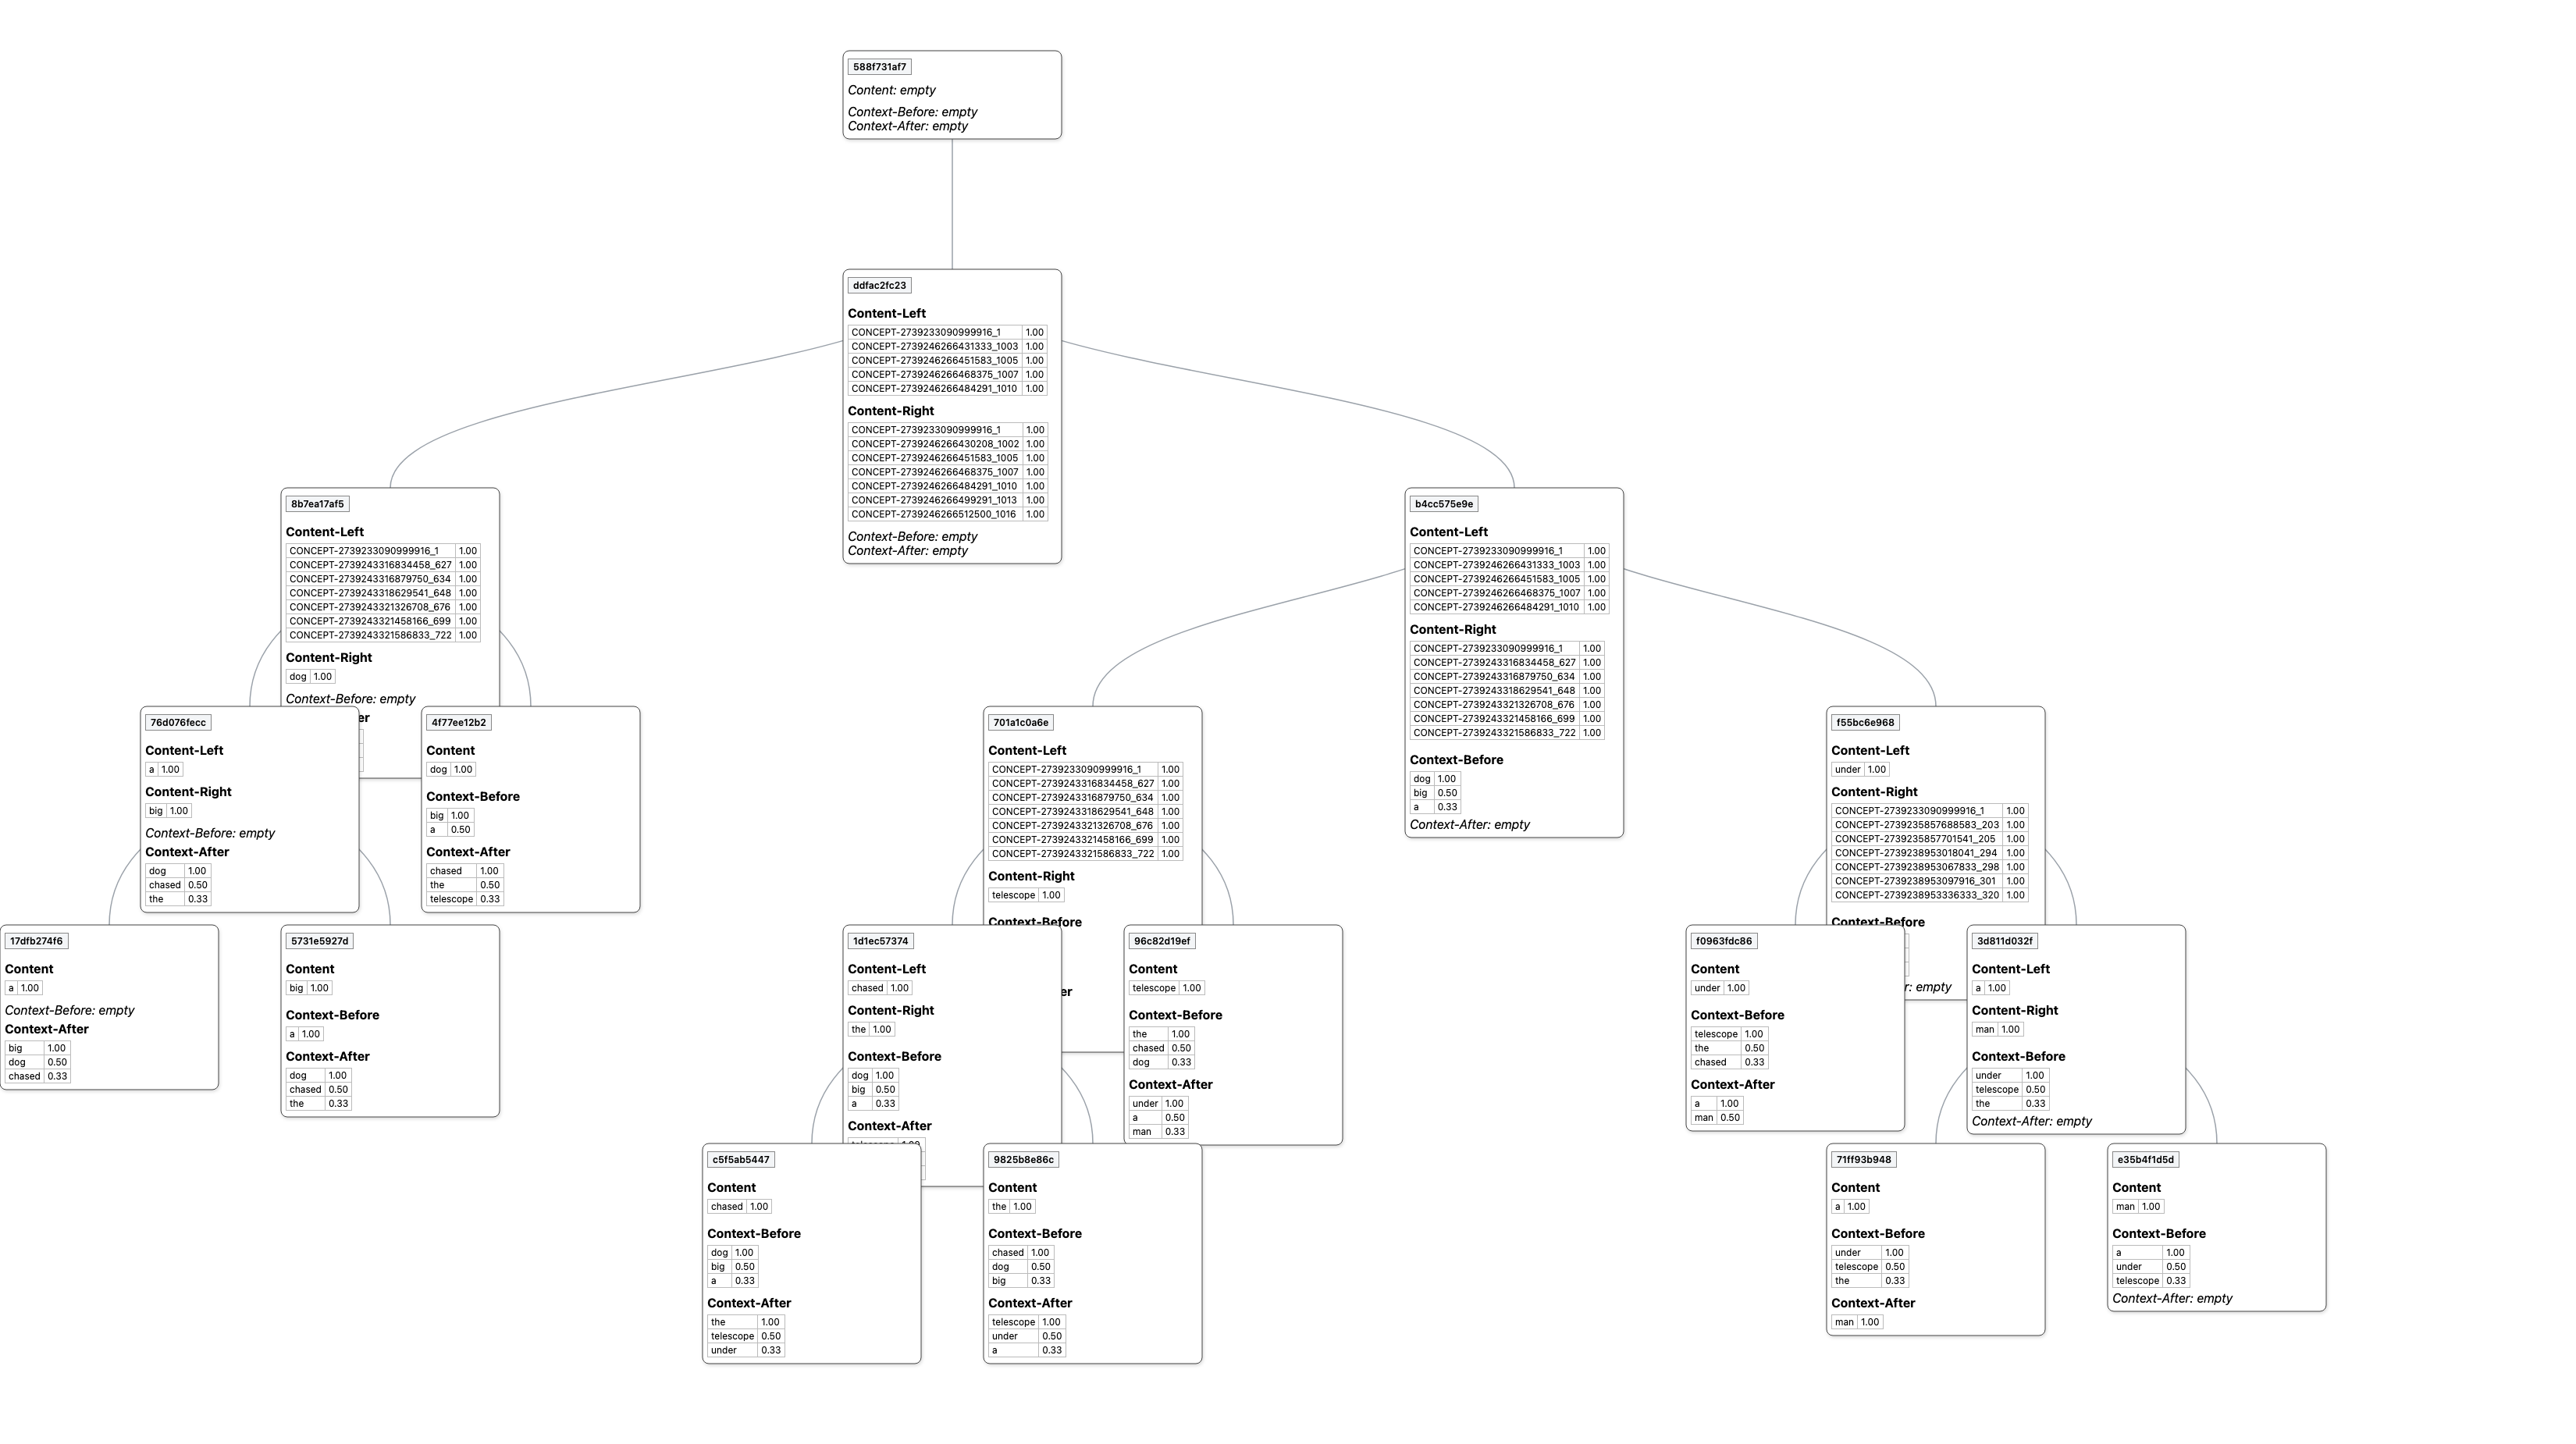 588f731af7
Content: empty
Context-Before: empty
Context-After: empty
ddfac2fc23
Content-Left
CONCEPT-2739233090999916_1 1.00
CONCEPT-2739246266431333_1003 1.00
CONCEPT-2739246266451583_1005 1.00
CONCEPT-2739246266468375_1007 1.00
CONCEPT-2739246266484291_1010 1.00
Content-Right
CONCEPT-2739233090999916_1 1.00
CONCEPT-2739246266430208_1002 1.00
CONCEPT-2739246266451583_1005 1.00
CONCEPT-2739246266468375_1007 1.00
CONCEPT-2739246266484291_1010 1.00
CONCEPT-2739246266499291_1013 1.00
CONCEPT-2739246266512500_1016 1.00
Context-Before: empty
Context-After: empty
8b7ea17af5
Content-Left
CONCEPT-2739233090999916_1 1.00
CONCEPT-2739243316834458_627 1.00
CONCEPT-2739243316879750_634 1.00
CONCEPT-2739243318629541_648 1.00
CONCEPT-2739243321326708_676 1.00
CONCEPT-2739243321458166_699 1.00
CONCEPT-2739243321586833_722 1.00
Content-Right
dog 1.00
Context-Before: empty
b4cc575e9e
Content-Left
CONCEPT-2739233090999916_1 1.00
CONCEPT-2739246266431333_1003 1.00
CONCEPT-2739246266451583_1005 1.00
CONCEPT-2739246266468375_1007 1.00
CONCEPT-2739246266484291_1010 1.00
Content-Right
CONCEPT-2739233090999916_1 1.00
CONCEPT-2739243316834458_627 1.00
CONCEPT-2739243316879750_634 1.00
CONCEPT-2739243318629541_648 1.00
CONCEPT-2739243321326708_676 1.00
CONCEPT-2739243321458166_699 1.00
CONCEPT-2739243321586833_722 1.00
Context-Before
dog 1.00
big 0.50
a 0.33
Context-After: empty
76d076fecc
Content-Left
a 1.00
Content-Right
big 1.00
Context-Before: empty
Context-After
dog 1.00
chased 0.50
the 0.33
4f77ee12b2
Content
dog 1.00
Context-Before
big 1.00
a 0.50
Context-After
chased 1.00
the 0.50
telescope 0.33
701a1c0a6e
Content-Left
CONCEPT-2739233090999916_1 1.00
CONCEPT-2739243316834458_627 1.00
CONCEPT-2739243316879750_634 1.00
CONCEPT-2739243318629541_648 1.00
CONCEPT-2739243321326708_676 1.00
CONCEPT-2739243321458166_699 1.00
CONCEPT-2739243321586833_722 1.00
Content-Right
telescope 1.00
Context-Before
f55bc6e968
Content-Left
under 1.00
Content-Right
CONCEPT-2739233090999916_1 1.00
CONCEPT-2739235857688583_203 1.00
CONCEPT-2739235857701541_205 1.00
CONCEPT-2739238953018041_294 1.00
CONCEPT-2739238953067833_298 1.00
CONCEPT-2739238953097916_301 1.00
CONCEPT-2739238953336333_320 1.00
Context-Before
empty
17dfb274f6
Content
a 1.00
Context-Before: empty
Context-After
big 1.00
dog 0.50
chased 0.33
5731e5927d
Content
big 1.00
Context-Before
a 1.00
Context-After
dog 1.00
chased 0.50
the 0.33
1d1ec57374
Content-Left
chased 1.00
Content-Right
the 1.00
Context-Before
dog 1.00
big 0.50
a 0.33
Context-After
96c82d19ef
Content
telescope 1.00
Context-Before
the 1.00
chased 0.50
dog 0.33
Context-After
under 1.00
a 0.50
man 0.33
f0963fdc86
Content
under 1.00
Context-Before
telescope 1.00
the 0.50
chased 0.33
Context-After
a 1.00
man 0.50
3d811d032f
Content-Left
a 1.00
Content-Right
man 1.00
Context-Before
under 1.00
telescope 0.50
the 0.33
Context-After: empty
c5f5ab5447
Content
chased 1.00
Context-Before
dog 1.00
big 0.50
a 0.33
Context-After
the 1.00
telescope 0.50
under 0.33
9825b8e86c
Content
the 1.00
Context-Before
chased 1.00
dog 0.50
big 0.33
Context-After
telescope 1.00
under 0.50
a 0.33
71ff93b948
Content
a 1.00
Context-Before
under 1.00
telescope 0.50
the 0.33
Context-After
man 1.00
e35b4f1d5d
Content
man 1.00
Context-Before
a 1.00
under 0.50
telescope 0.33
Context-After: empty